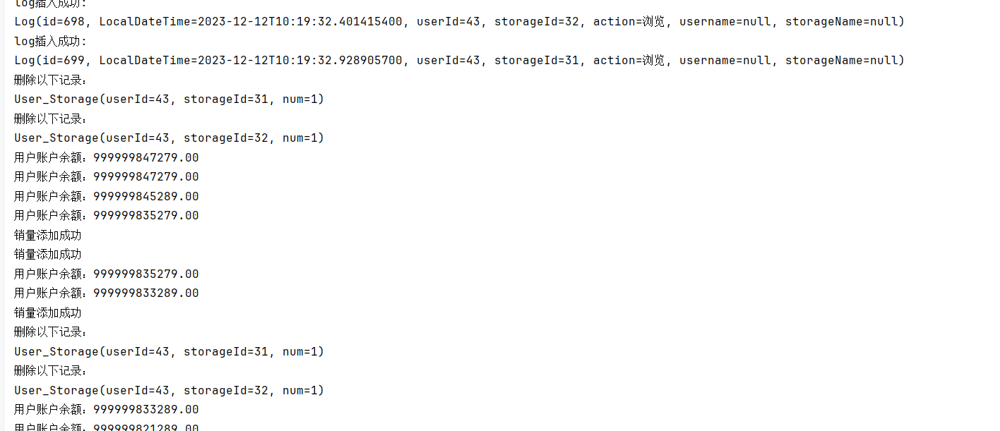 log插入成功:
Log(id=698, LocalDateTime=2023-12-12T10:19:32.401415400, userId=43, storageId=32, action=浏览, username=null, storageName=null)
log插入成功:
Log(id=699, LocalDateTime=2023-12-12T10:19:32.928905700, userId=43, storageId=31, action=浏览, username=null, storageName=null)
删除以下记录：
User_Storage(userId=43, storageId=31, num=1)
删除以下记录：
User_Storage(userId=43, storageId=32, num=1)
用户账户余额：999999847279.00
用户账户余额：999999847279.00
用户账户余额：999999845289.00
用户账户余额：999999835279.00
销量添加成功
销量添加成功
用户账户余额：999999835279.00
用户账户余额：999999833289.00
销量添加成功
删除以下记录：
User_Storage(userId=43, storageId=31, num=1)
删除以下记录：
User_Storage(userId=43, storageId=32, num=1)
用户账户余额：999999833289.00
用户账户余额：999999821289.00